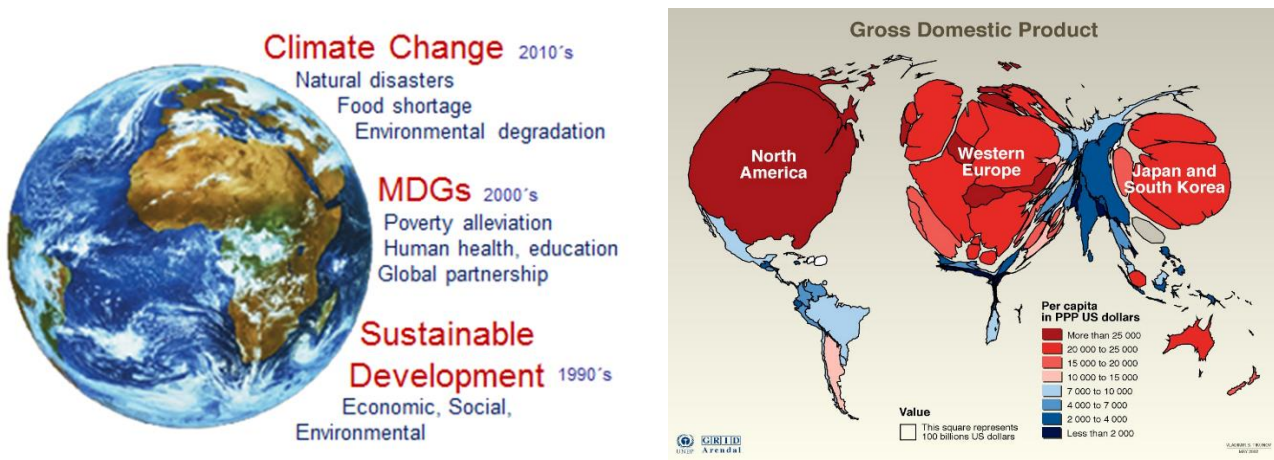 Climate Change 2010´s
Natural disasters
Food shortage
Environmental degradation
MDGs 2000´s
Poverty alleviation
Human health, education
Global partnership
Sustainable
Development 1990´s
Economic, Social,
Environmental
Gross Domestic Product
North
America
Western
Europe
Japan and
South Korea
Per capita
in PPP US dollars
More than 25 000
20 000 to 25 000
15 000 to 20 000
10 000 to 15 000
7 000 to 10 000
4 000 to 7 000
2 000 to 4 000
Less than 2 000
Value
This square represents
100 billions US dollars
UNEP
GRID
Arendal